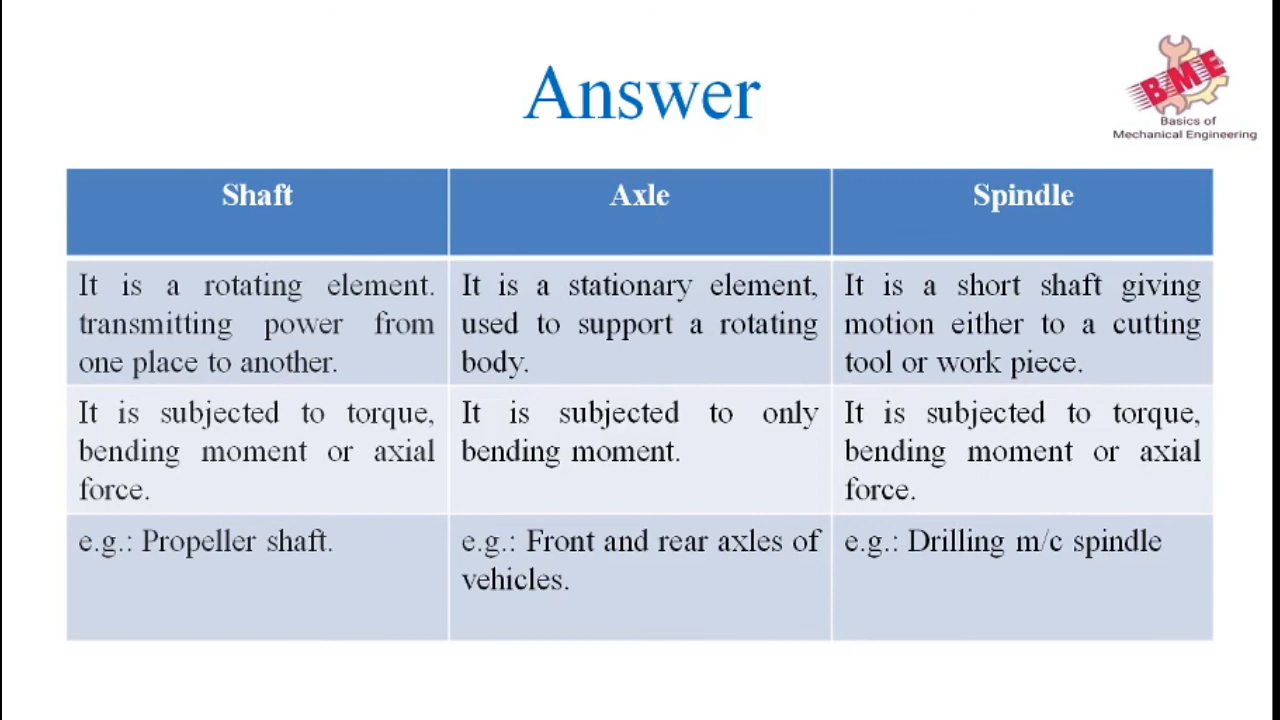 Answer
BME
Basics of
Mechanical Engineering
Shaft
Axle
Spindle
It is a rotating element.
transmitting power from
one place to another.
It is a stationary element,
used to support a rotating
body.
It is a short shaft giving
motion either to a cutting
tool or work piece.
It is subjected to torque,
bending moment or axial
force.
It is subjected to only
bending moment.
It is subjected to torque,
bending moment or axial
force.
e.g.: Propeller shaft.
e.g.: Front and rear axles of
vehicles.
e.g.: Drilling m/c spindle